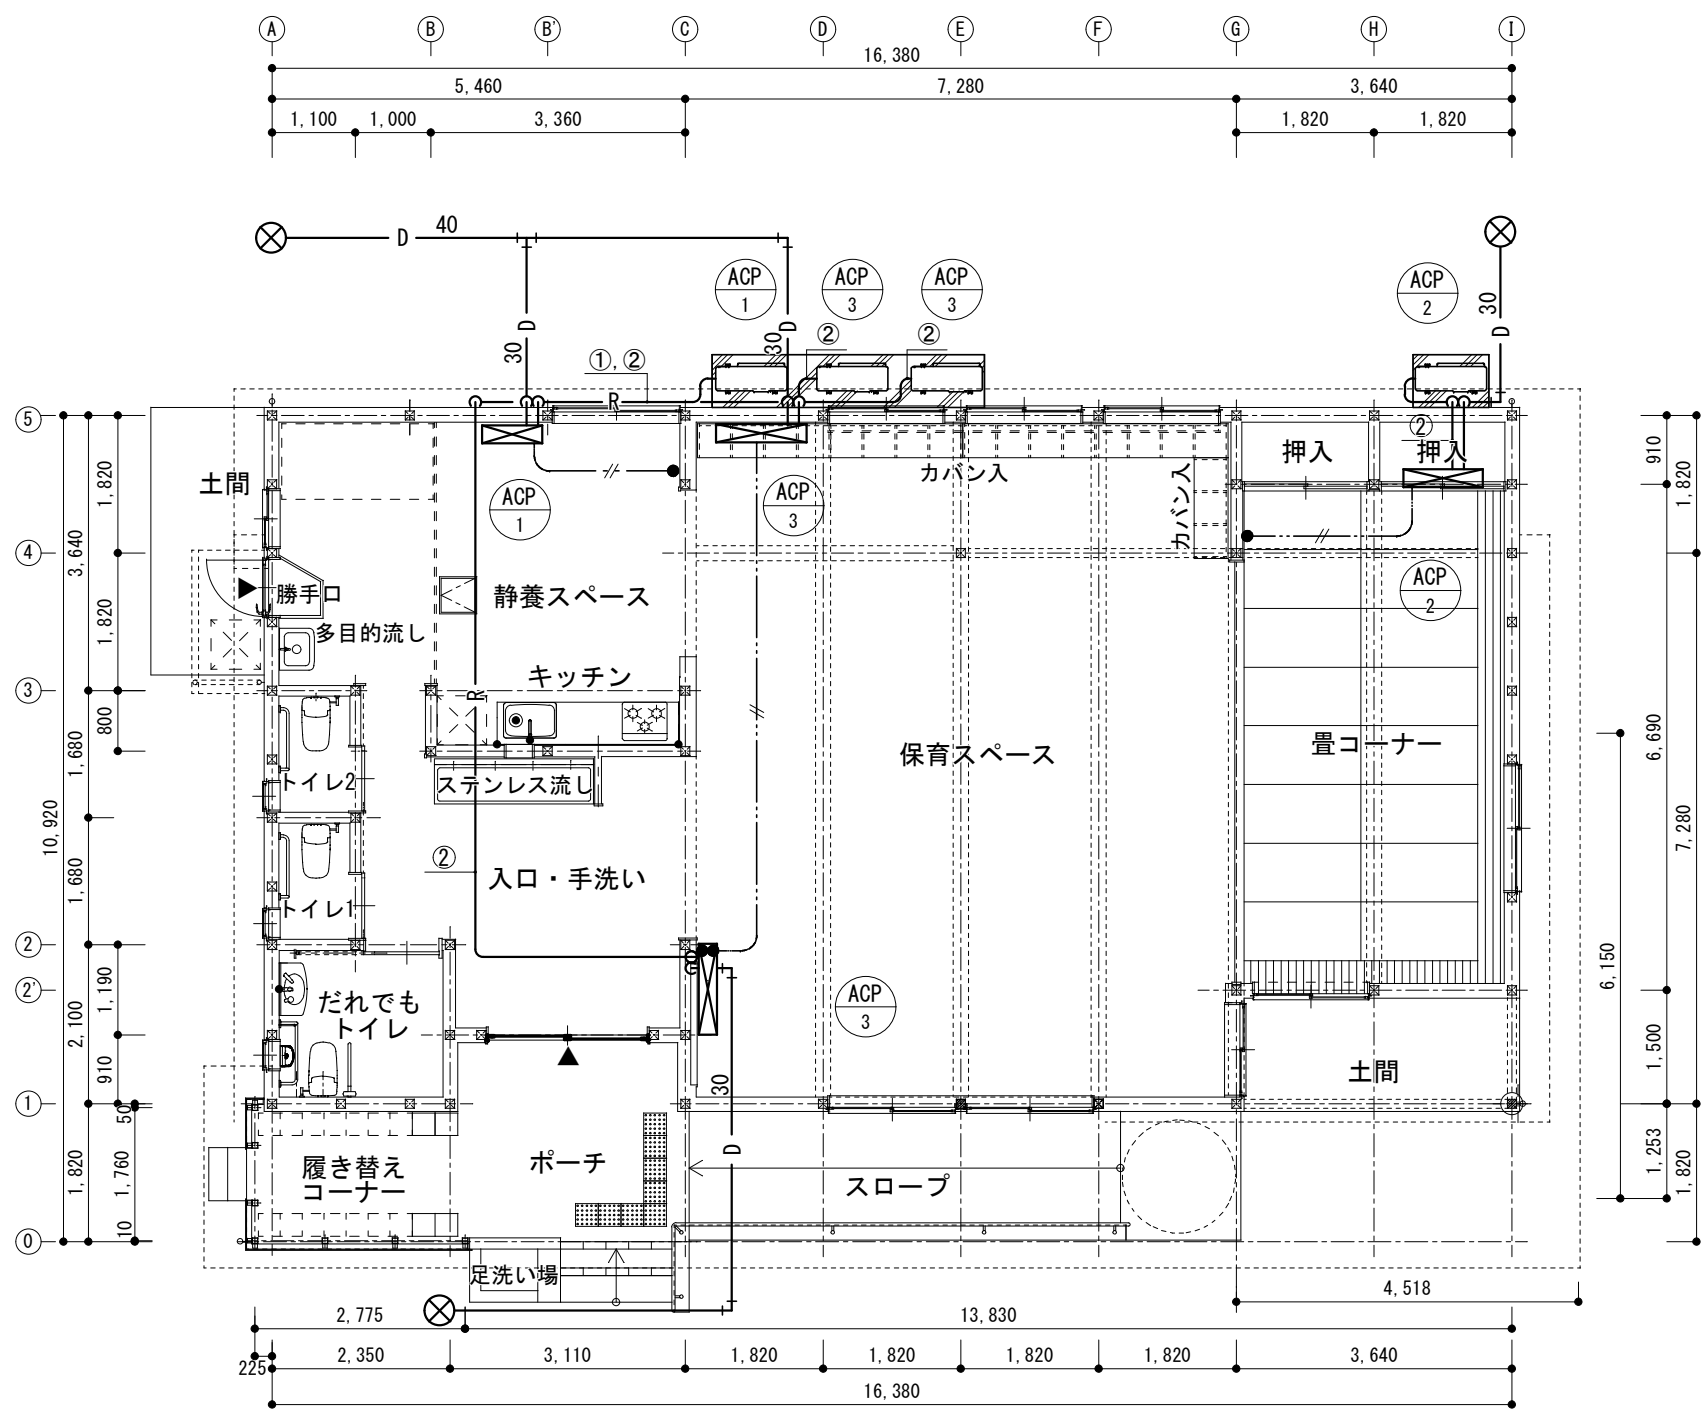 A B B' C D E F G H I
16,380
5,460 7,280 3,640
1,100 1,000 3,360 1,820 1,820
D 40
ACP 1
ACP 3
ACP 3
ACP 2
30 D
30 D
30 D
①,②
②
②
R
5
土間
押入
押入
②
カバン入
カバン入
ACP 1
ACP 3
4
勝手口
静養スペース
ACP 2
多目的流し
キッチン
3
R
保育スペース
畳コーナー
トイレ2
ステンレス流し
②
入口・手洗い
トイレ1
2
2'
だれでも
トイレ
ACP 3
土間
30
D
1
履き替え
コーナー
ポーチ
スロープ
0
足洗い場
10,920
3,640
1,680
1,680
2,100
1,820
1,820
1,820
800
1,190
910
50
1,760
10
910
1,820
6,690
7,280
6,150
1,500
1,253
1,820
4,518
2,775 13,830
225
2,350 3,110 1,820 1,820 1,820 1,820 3,640
16,380